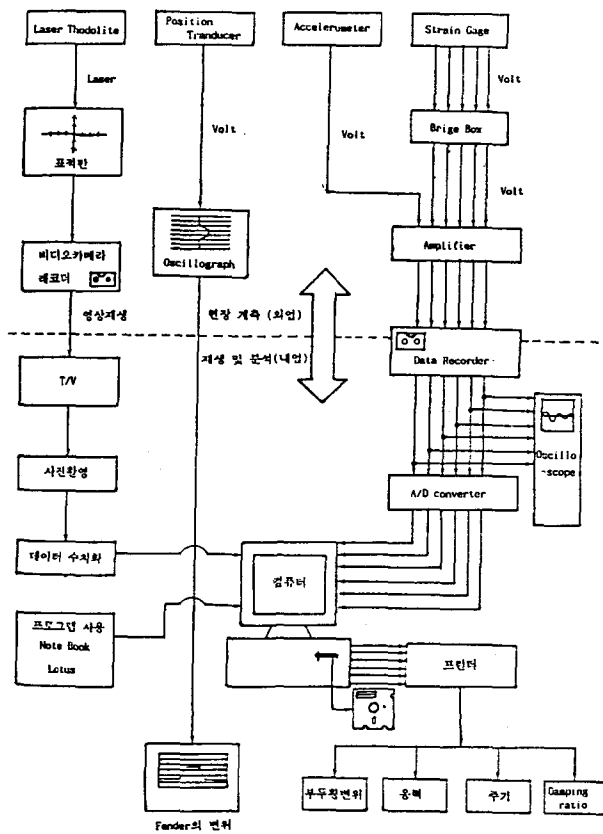 Laser Thodolite
Position
Tranducer
Accelerumeter
Strain Gage
Laser
Volt
Volt
Volt
표적판
Brige Box
Volt
Amplifier
비디오카메라
레코더
Oscillograph
영상재생
현장 계측 (외업)
재생 및 분석(내업)
Data Recorder
T/V
Oscillo
-scope
사진촬영
A/D converter
데이터 수치화
컴퓨터
프로그램 사용
Note Book
Lotus
프린터
부두횡변위
응력
주기
Damping
ratio
Fender의 변위